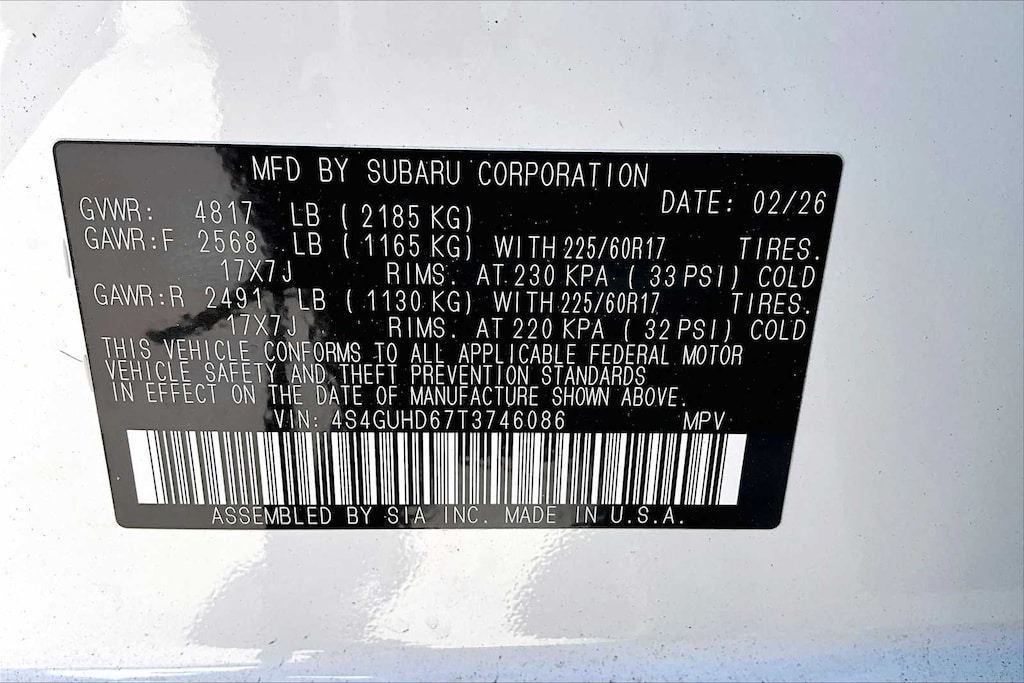 MFD BY SUBARU CORPORATION
DATE: 02/26
GVWR: 4817 LB ( 2185 KG)
GAWR:F 2568 LB ( 1165 KG) WITH 225/60R17 TIRES.
17X7J RIMS. AT 230 KPA ( 33 PSI) COLD
GAWR:R 2491 LB ( 1130 KG) WITH 225/60R17 TIRES.
17X7J RIMS. AT 220 KPA ( 32 PSI) COLD
THIS VEHICLE CONFORMS TO ALL APPLICABLE FEDERAL MOTOR
VEHICLE SAFETY AND THEFT PREVENTION STANDARDS
IN EFFECT ON THE DATE OF MANUFACTURE SHOWN ABOVE.
VIN: 4S4GUHD67T3746086 MPV
ASSEMBLED BY SIA INC. MADE IN U.S.A.